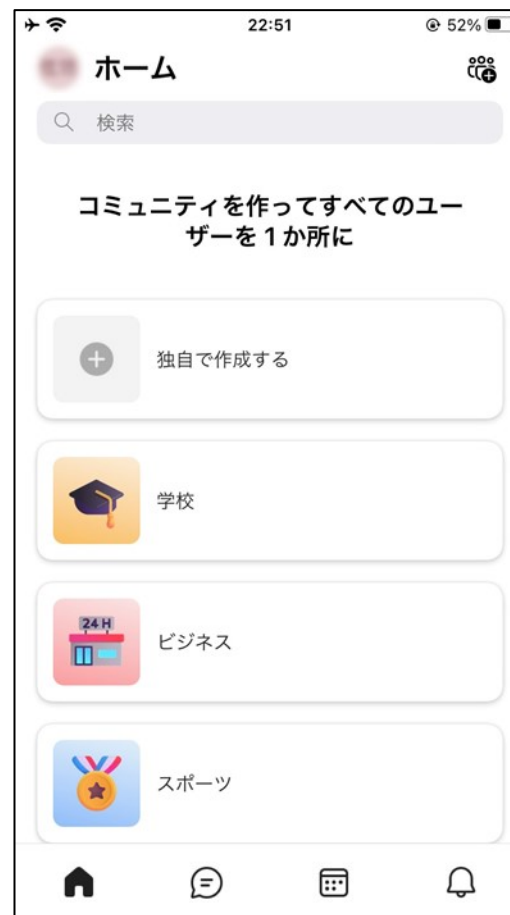 22:51
52%
ホーム
検索
コミュニティを作ってすべてのユー
ザーを1か所に
独自で作成する
学校
24 H
ビジネス
スポーツ